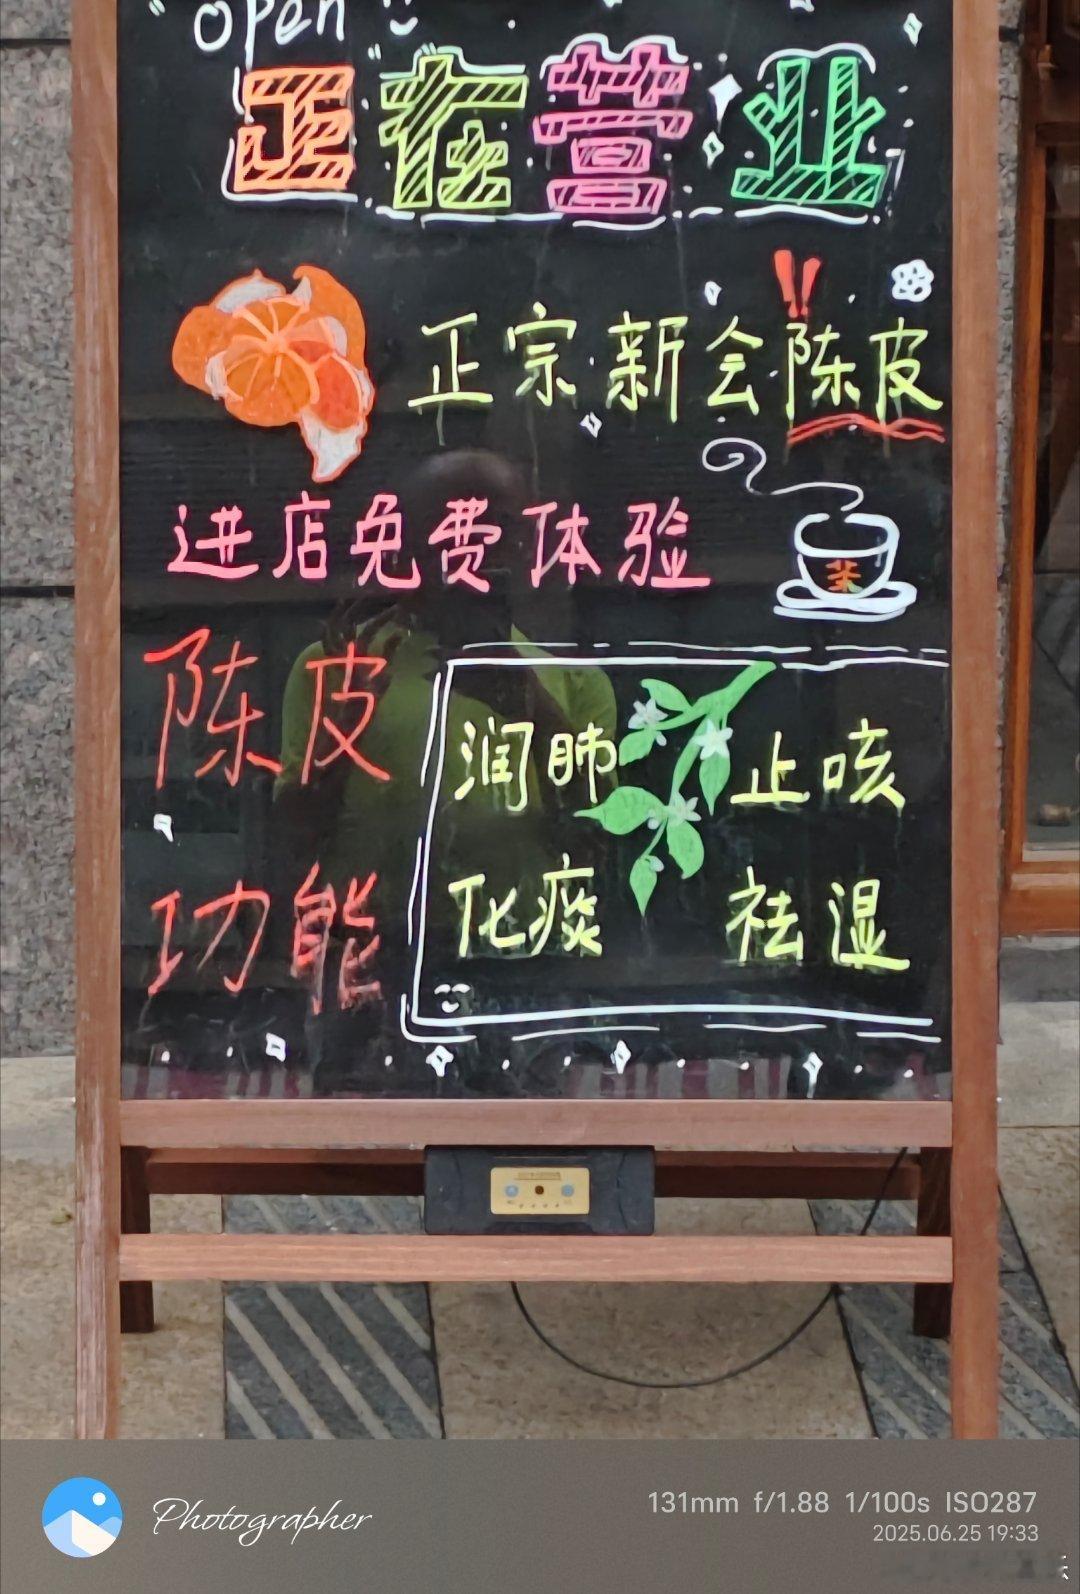 open
正在营业
正宗新会陈皮
进店免费体验
茶
陈皮
功能
润肺 止咳
化痰 祛湿
Photographer
131mm f/1.88 1/100s ISO287
2025.06.25 19:33